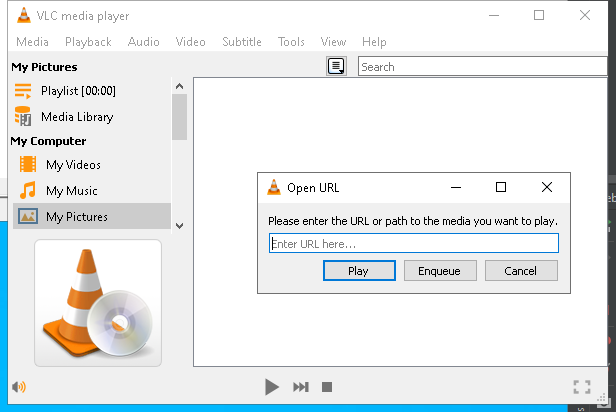 VLC media player
Media Playback Audio Video Subtitle Tools View Help
My Pictures
Search
Playlist [00:00]
Media Library
My Computer
My Videos
My Music
My Pictures
Open URL
Please enter the URL or path to the media you want to play.
Enter URL here...
Play Enqueue Cancel